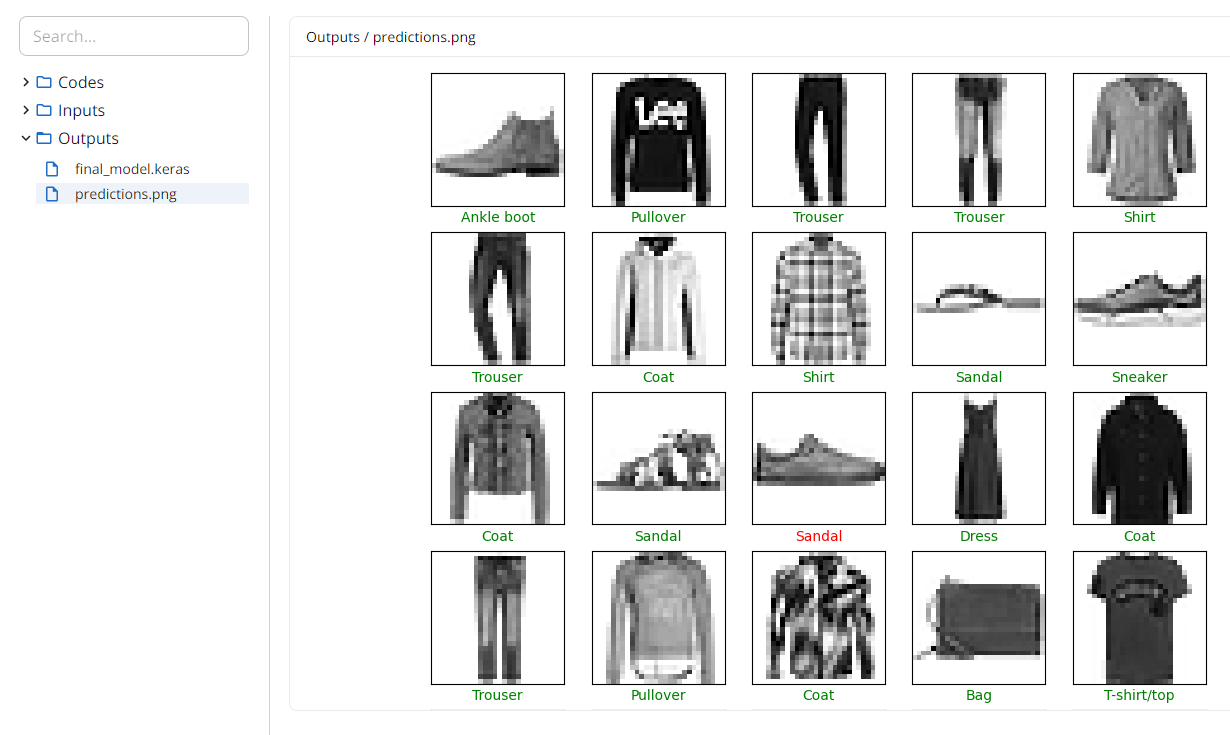 Search...
Codes
Inputs
Outputs
final_model.keras
predictions.png
Outputs / predictions.png
Lee
Ankle boot Pullover Trouser Trouser Shirt
Trouser Coat Shirt Sandal Sneaker
Coat Sandal Sandal Dress Coat
Trouser Pullover Coat Bag T-shirt/top